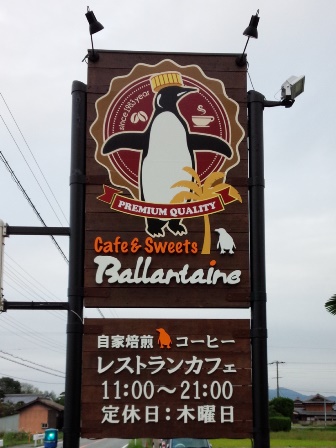 since 1963 year
PREMIUM QUALITY
Cafe & Sweets
Ballantaine
自家焙煎 コーヒー
レストランカフェ
11:00～21:00
定休日:木曜日